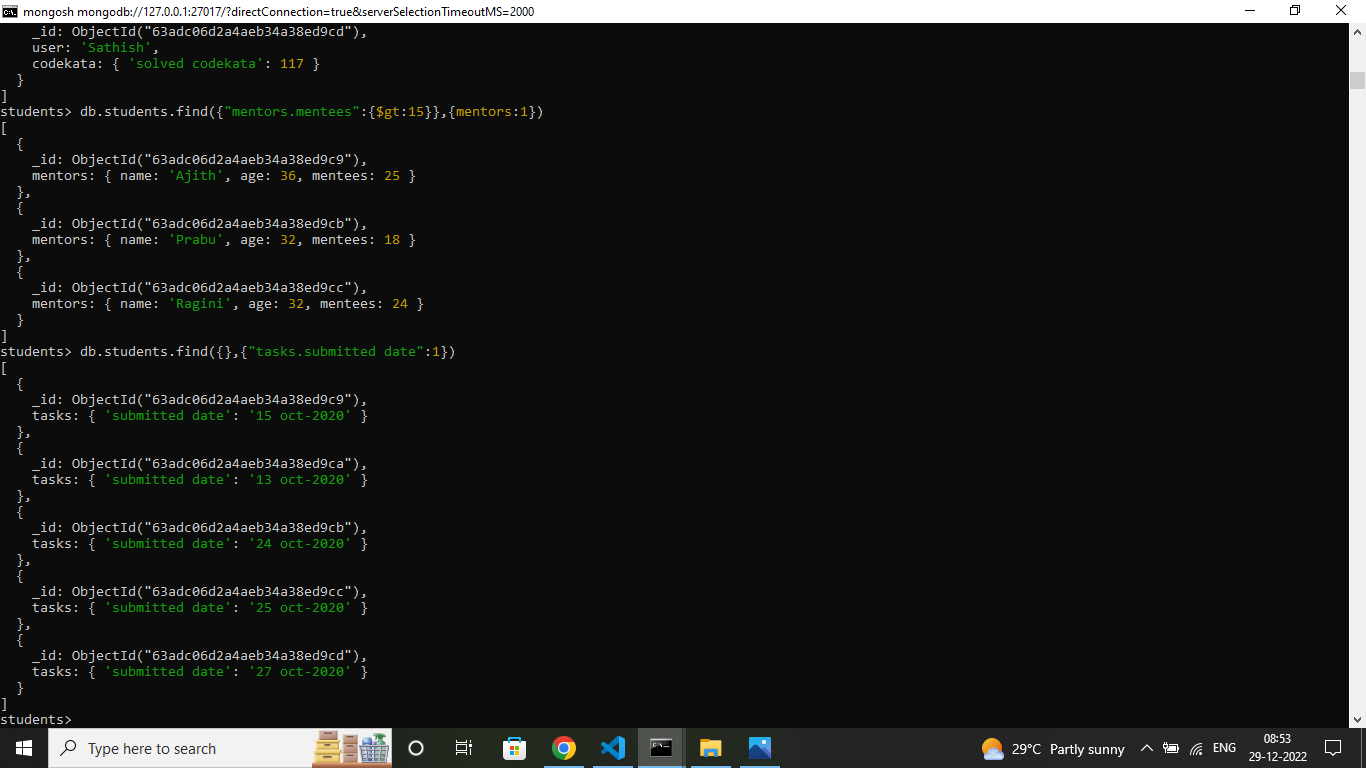 mongosh mongodb://127.0.0.1:27017/?directConnection=true&serverSelectionTimeoutMS=2000
    _id: ObjectId("63adc06d2a4aeb34a38ed9cd"),
    user: 'Sathish',
    codekata: { 'solved codekata': 117 }
  }
]
students> db.students.find({"mentors.mentees":{$gt:15}},{mentors:1})
[
  {
    _id: ObjectId("63adc06d2a4aeb34a38ed9c9"),
    mentors: { name: 'Ajith', age: 36, mentees: 25 }
  },
  {
    _id: ObjectId("63adc06d2a4aeb34a38ed9cb"),
    mentors: { name: 'Prabu', age: 32, mentees: 18 }
  },
  {
    _id: ObjectId("63adc06d2a4aeb34a38ed9cc"),
    mentors: { name: 'Ragini', age: 32, mentees: 24 }
  }
]
students> db.students.find({},{"tasks.submitted date":1})
[
  {
    _id: ObjectId("63adc06d2a4aeb34a38ed9c9"),
    tasks: { 'submitted date': '15 oct-2020' }
  },
  {
    _id: ObjectId("63adc06d2a4aeb34a38ed9ca"),
    tasks: { 'submitted date': '13 oct-2020' }
  },
  {
    _id: ObjectId("63adc06d2a4aeb34a38ed9cb"),
    tasks: { 'submitted date': '24 oct-2020' }
  },
  {
    _id: ObjectId("63adc06d2a4aeb34a38ed9cc"),
    tasks: { 'submitted date': '25 oct-2020' }
  },
  {
    _id: ObjectId("63adc06d2a4aeb34a38ed9cd"),
    tasks: { 'submitted date': '27 oct-2020' }
  }
]
students>
Type here to search
29°C Partly sunny
ENG
08:53
29-12-2022